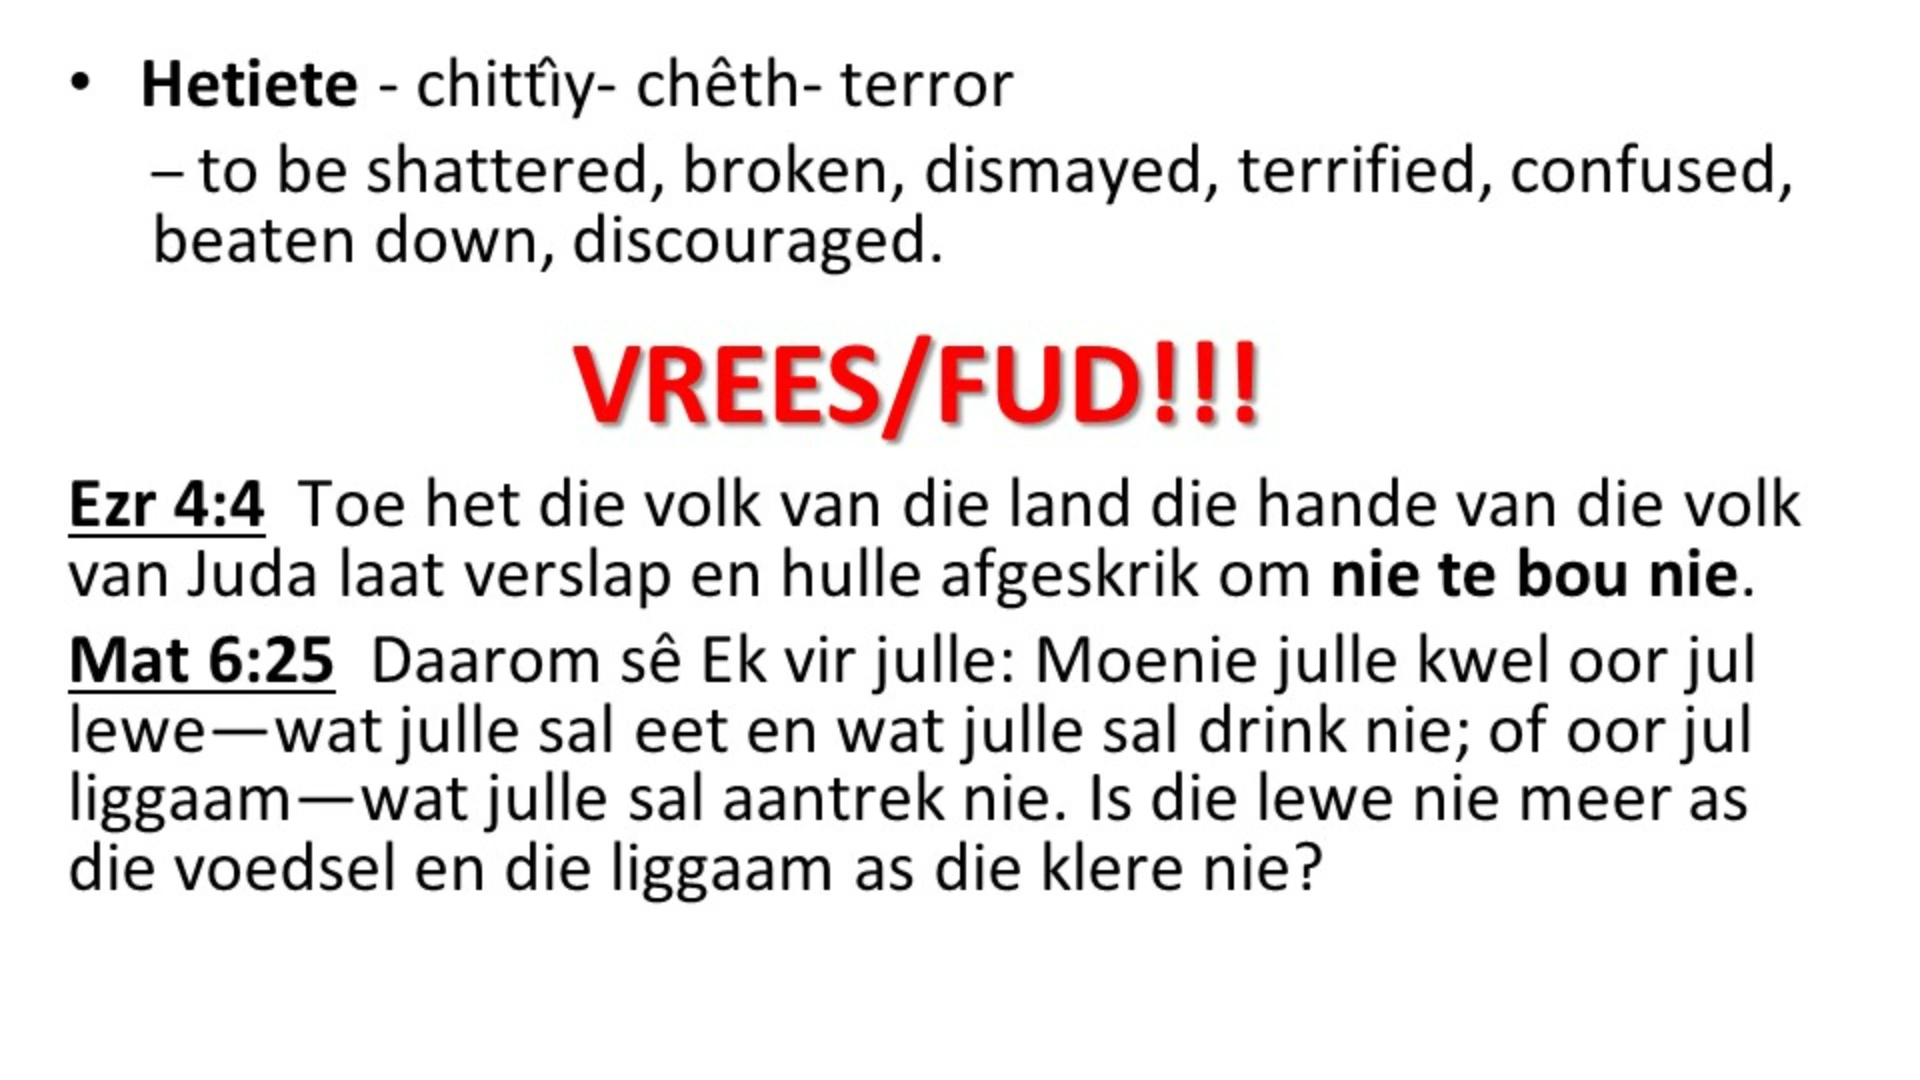 • Hetiete - chittîy- chêth- terror
– to be shattered, broken, dismayed, terrified, confused,
beaten down, discouraged.
VREES/FUD!!!
Ezr 4:4 Toe het die volk van die land die hande van die volk
van Juda laat verslap en hulle afgeskrik om nie te bou nie.
Mat 6:25 Daarom sê Ek vir julle: Moenie julle kwel oor jul
lewe—wat julle sal eet en wat julle sal drink nie; of oor jul
liggaam—wat julle sal aantrek nie. Is die lewe nie meer as
die voedsel en die liggaam as die klere nie?